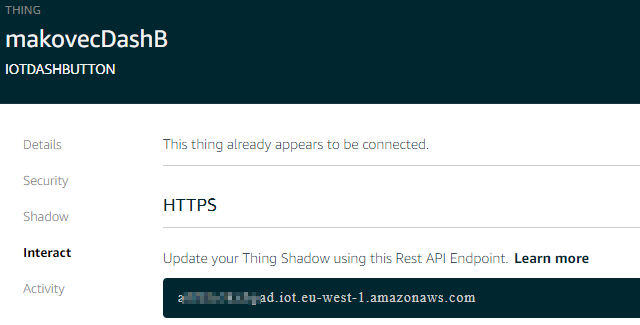 THING
makovecDashB
IOTDASHBUTTON
Details
This thing already appears to be connected.
Security
HTTPS
Shadow
Interact
Update your Thing Shadow using this Rest API Endpoint. Learn more
Activity
ad.iot.eu-west-1.amazonaws.com